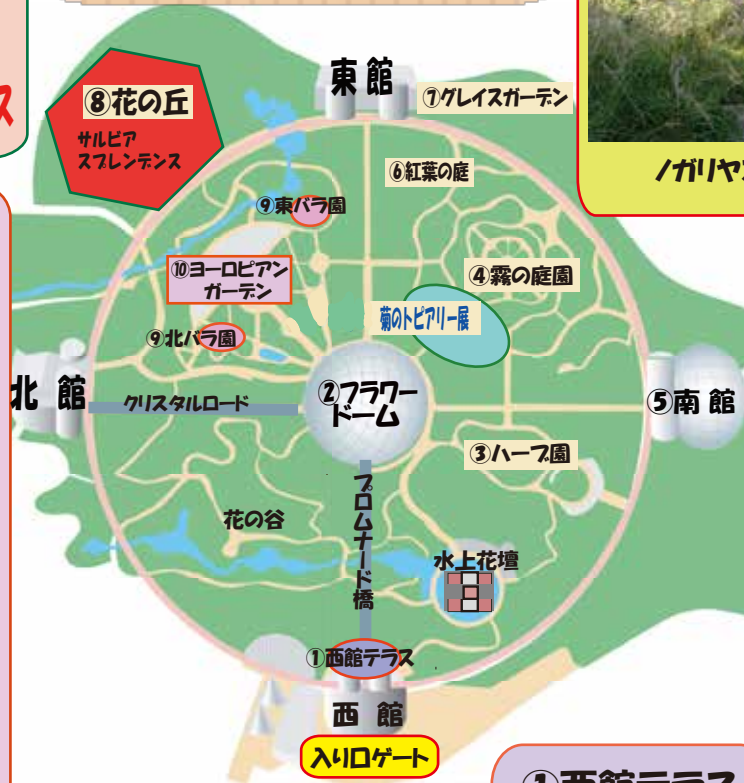 ス
東館
⑧花の丘
サルビア
スプレンデンス
⑦グレイスガーデン
⑥紅葉の庭
ノガリヤ
⑨東バラ園
⑩ヨーロピアン
ガーデン
④霧の庭園
菊のトピアリー展
⑨北バラ園
北館
クリスタルロード
②フラワー
ドーム
⑤南館
③ハーブ園
花の谷
プロムナード橋
水上花壇
①西館テラス
西館
入り口ゲート
①西館テラス